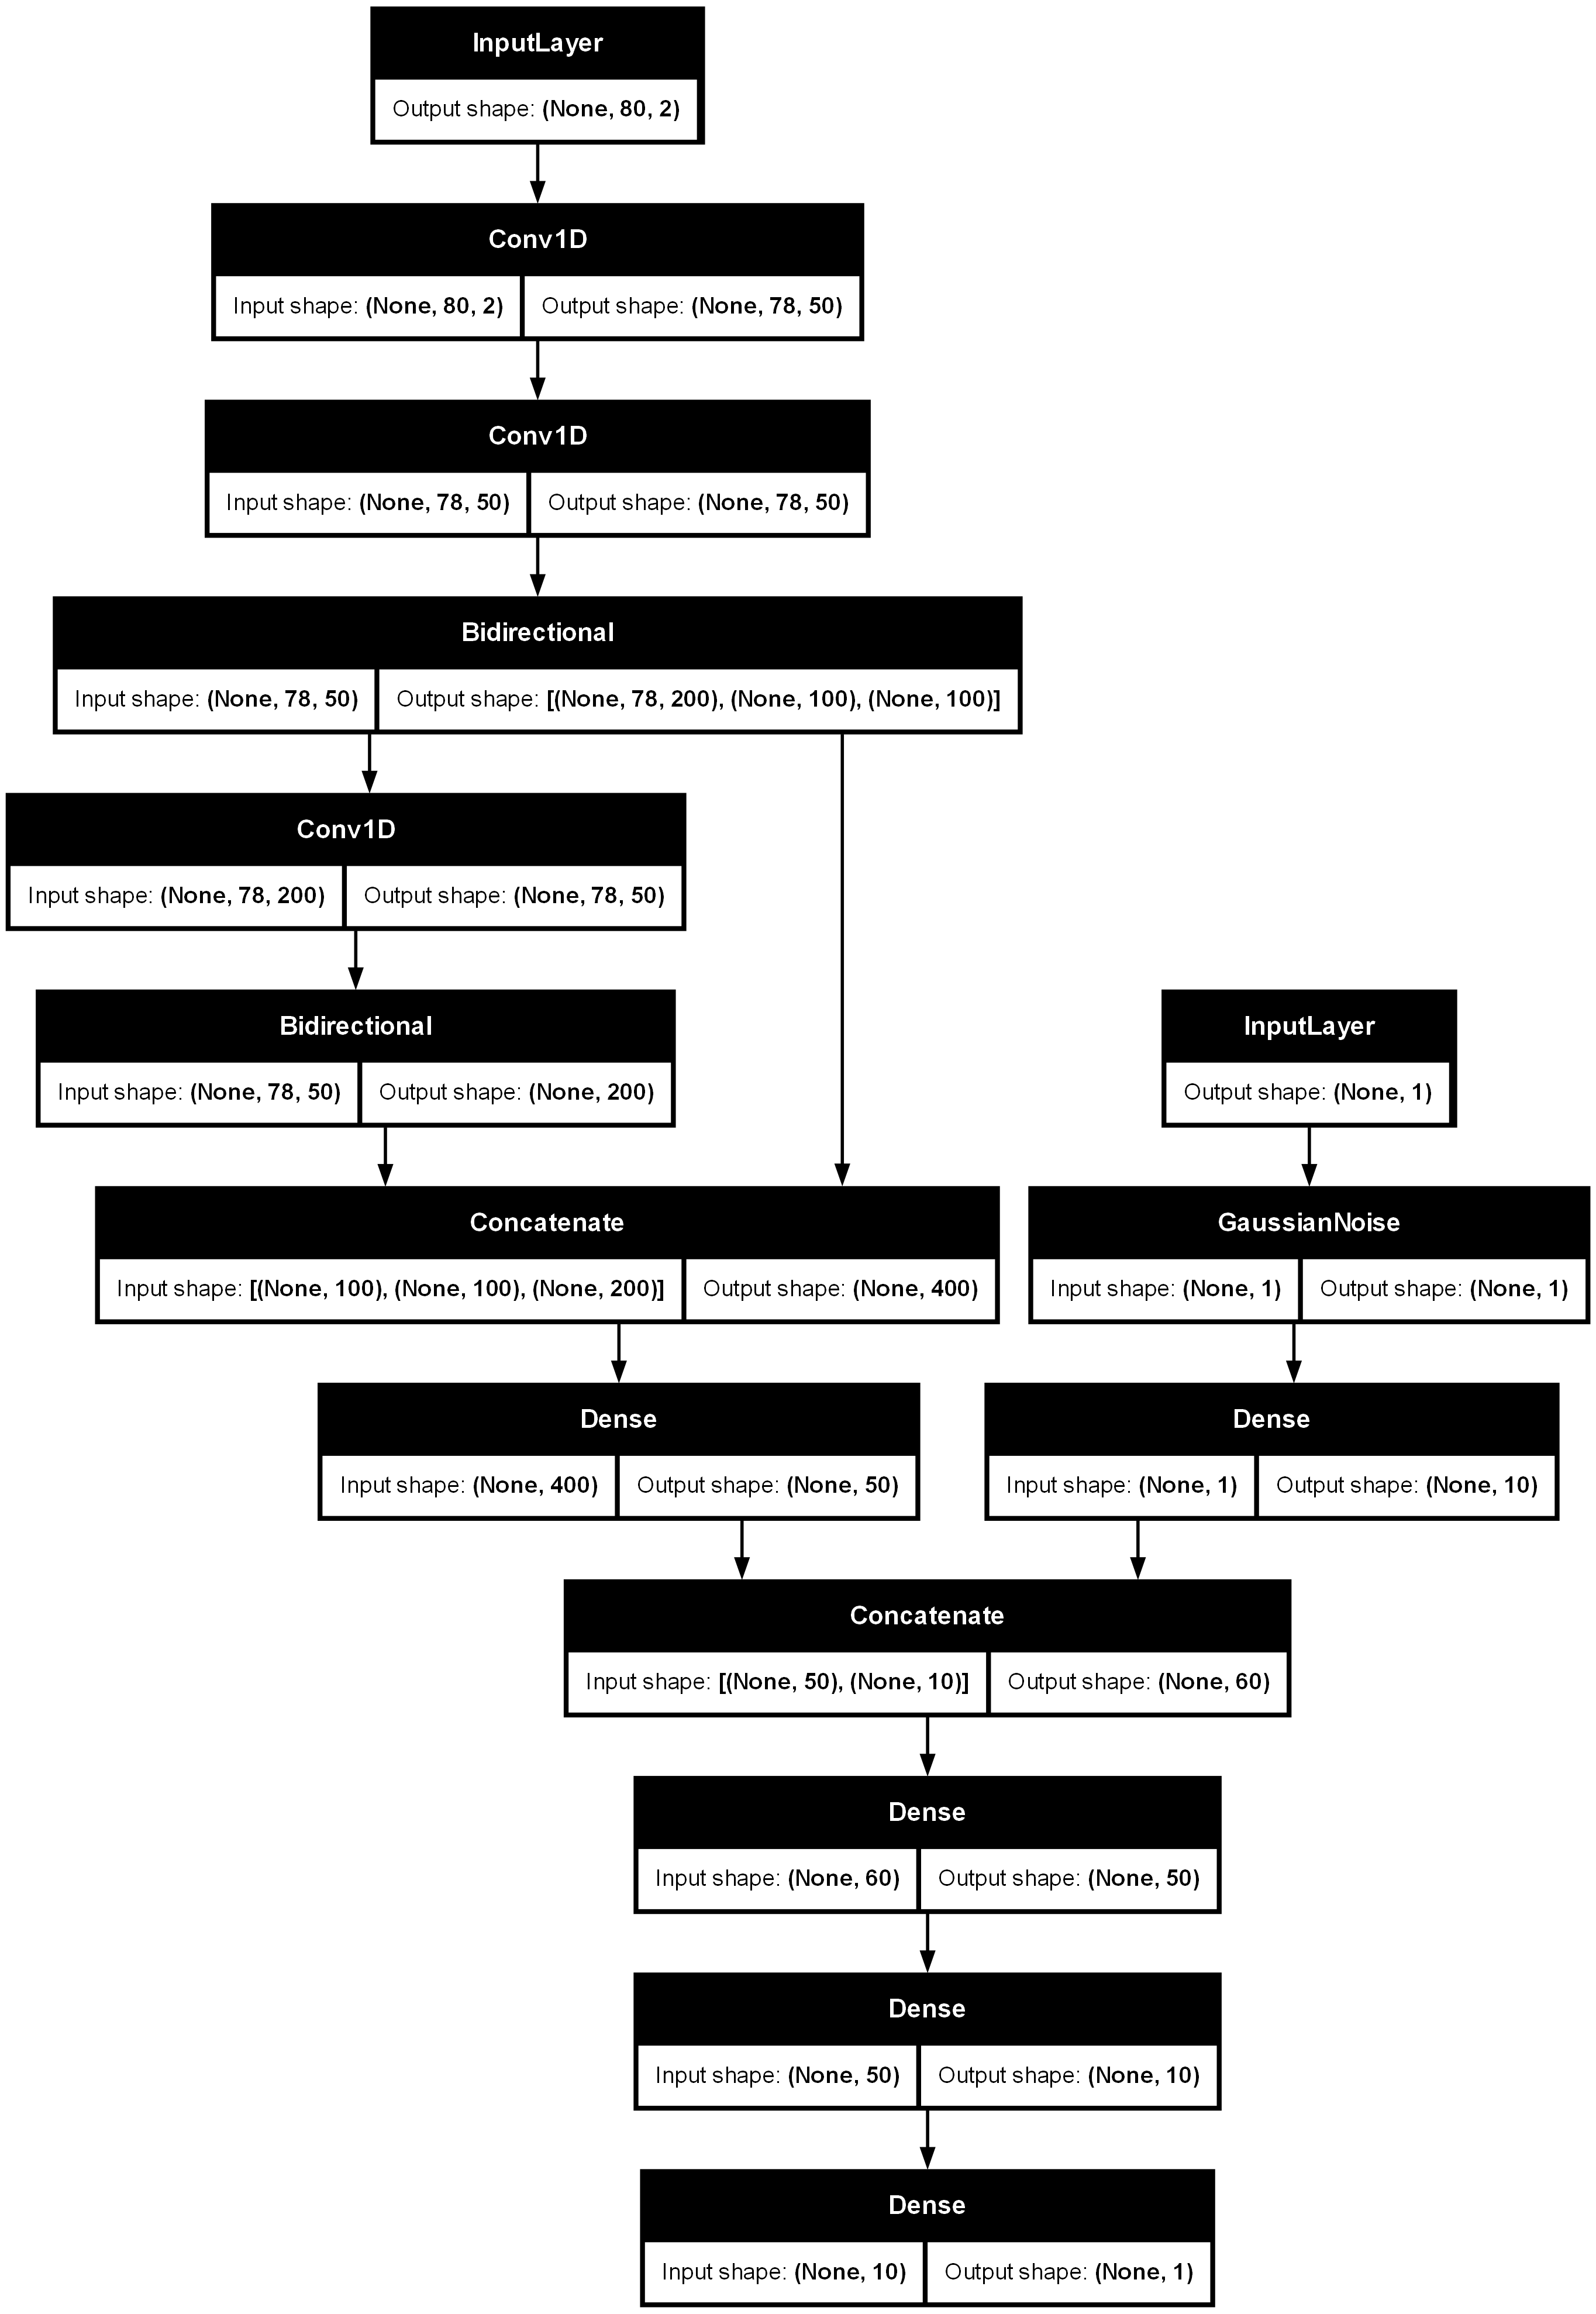 InputLayer
Output shape: (None, 80, 2)
Conv1D
Input shape: (None, 80, 2) Output shape: (None, 78, 50)
Conv1D
Input shape: (None, 78, 50) Output shape: (None, 78, 50)
Bidirectional
Input shape: (None, 78, 50) Output shape: [(None, 78, 200), (None, 100), (None, 100)]
Conv1D
Input shape: (None, 78, 200) Output shape: (None, 78, 50)
Bidirectional
Input shape: (None, 78, 50) Output shape: (None, 200)
InputLayer
Output shape: (None, 1)
Concatenate
Input shape: [(None, 100), (None, 100), (None, 200)] Output shape: (None, 400)
GaussianNoise
Input shape: (None, 1) Output shape: (None, 1)
Dense
Input shape: (None, 400) Output shape: (None, 50)
Dense
Input shape: (None, 1) Output shape: (None, 10)
Concatenate
Input shape: [(None, 50), (None, 10)] Output shape: (None, 60)
Dense
Input shape: (None, 60) Output shape: (None, 50)
Dense
Input shape: (None, 50) Output shape: (None, 10)
Dense
Input shape: (None, 10) Output shape: (None, 1)